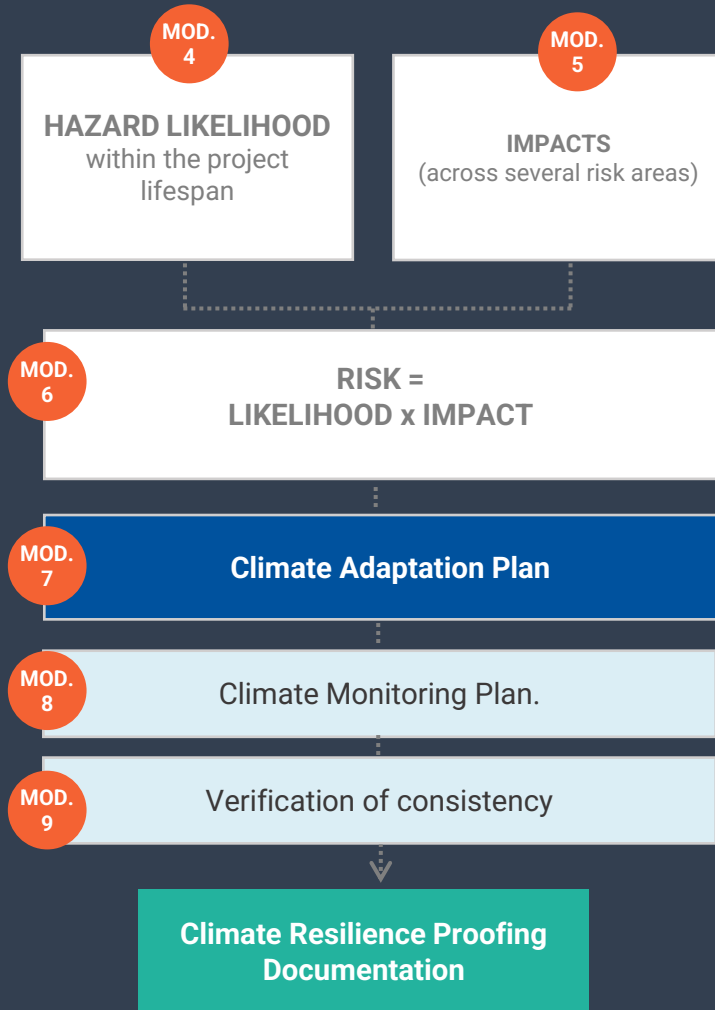 MOD.
4
HAZARD LIKELIHOOD
within the project
lifespan
MOD.
5
IMPACTS
(across several risk areas)
MOD.
6
RISK =
LIKELIHOOD x IMPACT
MOD.
7
Climate Adaptation Plan
MOD.
8
Climate Monitoring Plan.
MOD.
9
Verification of consistency
Climate Resilience Proofing
Documentation